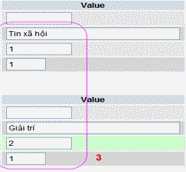 Value
Tin xã hội
1
1
Value
Giải trí
2
1
3